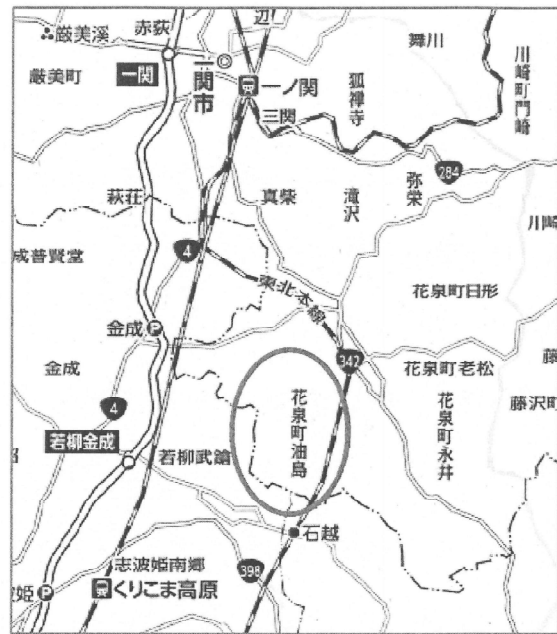 辺
赤荻
厳美溪
舞川
川崎町門崎
一関
一関市
一ノ関
狐禅寺
厳美町
三関
284
弥栄
萩荘
真柴
滝沢
川崎
4
成普賢堂
東北本線
花泉町日形
金成
P
342
藤
金成
花泉町老松
藤沢町
4
花泉町油島
花泉町永井
若柳金成
若柳武鎗
石越
志波姫南郷
398
波姫
P
くりこま高原